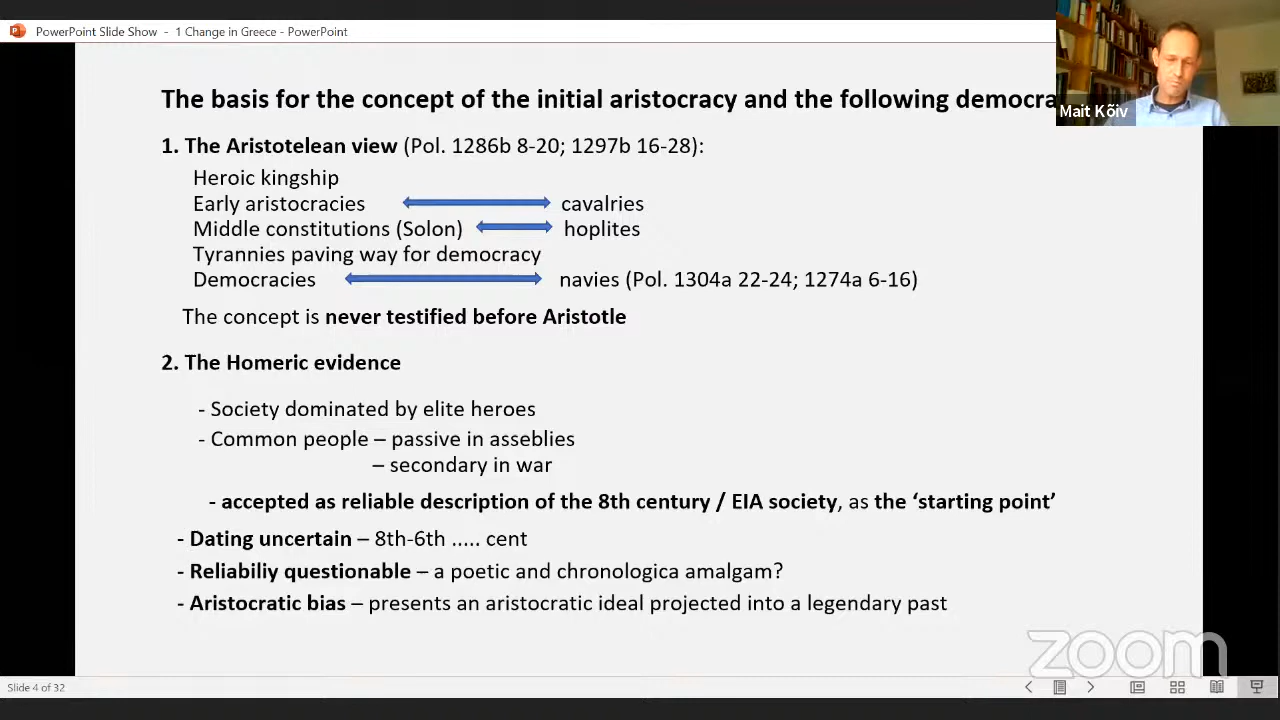 PowerPoint Slide Show - 1 Change in Greece - PowerPoint
The basis for the concept of the initial aristocracy and the following democra
Mait Kõiv
1. The Aristotelean view (Pol. 1286b 8-20; 1297b 16-28):
Heroic kingship
Early aristocracies cavalries
Middle constitutions (Solon) hoplites
Tyrannies paving way for democracy
Democracies navies (Pol. 1304a 22-24; 1274a 6-16)
The concept is never testified before Aristotle
2. The Homeric evidence
- Society dominated by elite heroes
- Common people – passive in asseblies
– secondary in war
- accepted as reliable description of the 8th century / EIA society, as the ‘starting point’
- Dating uncertain – 8th-6th ..... cent
- Reliabiliy questionable – a poetic and chronologica amalgam?
- Aristocratic bias – presents an aristocratic ideal projected into a legendary past
zoom
Slide 4 of 32